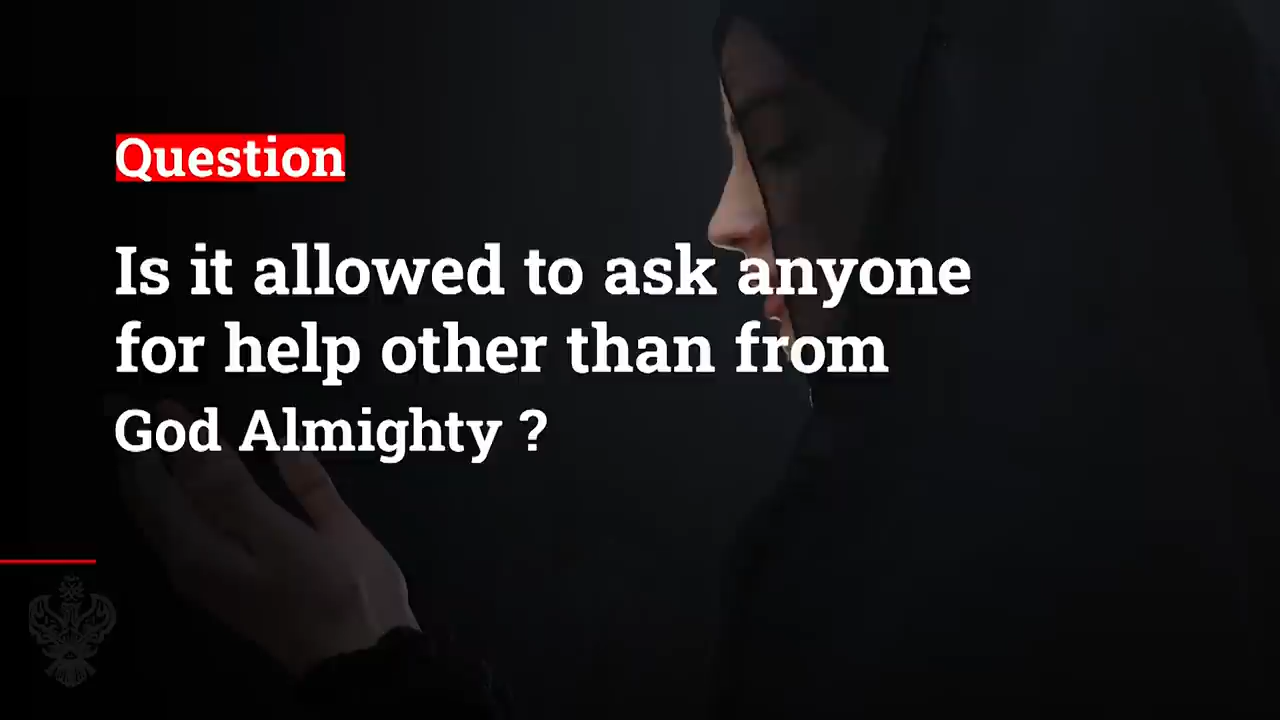 Question
Is it allowed to ask anyone
for help other than from
God Almighty ?